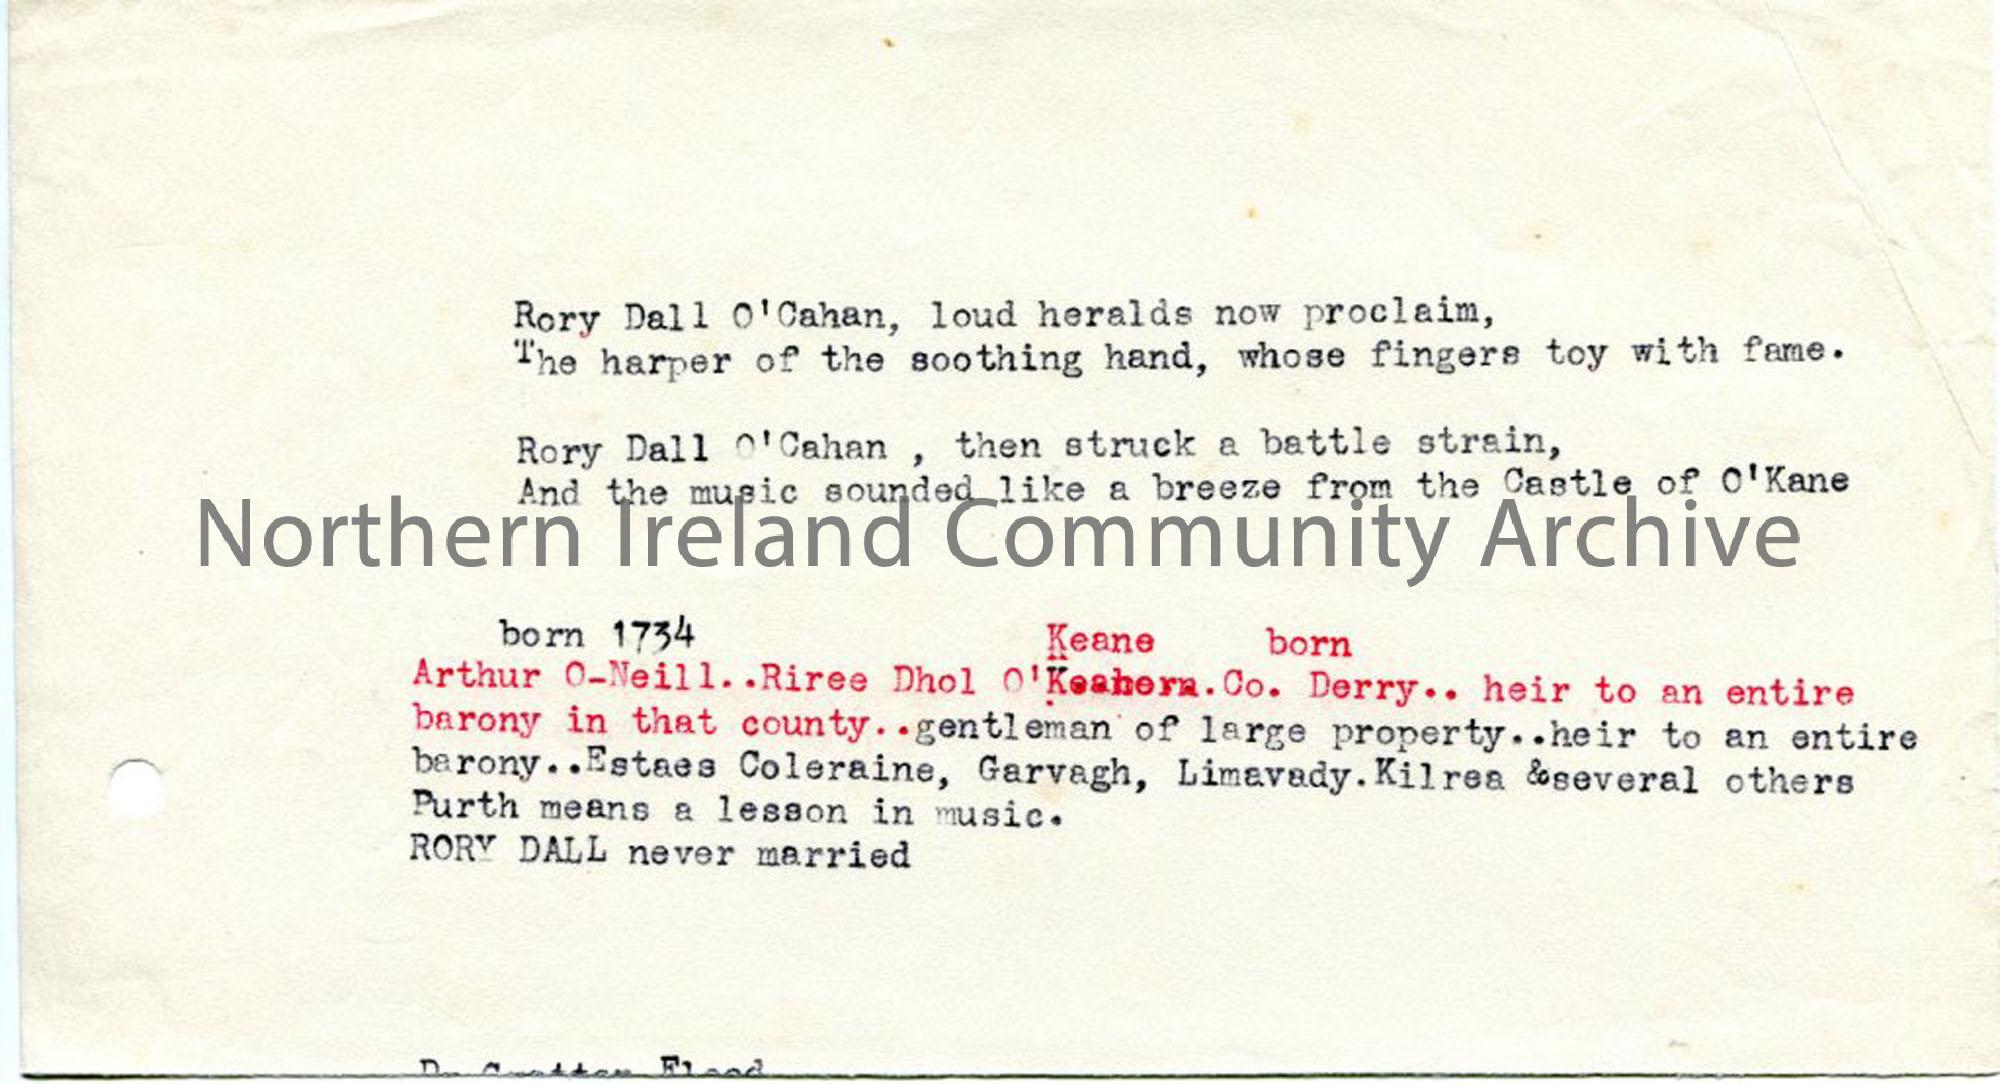 Rory Dall O'Cahan, loud heralds now proclaim,
The harper of the soothing hand, whose fingers toy with fame.
Rory Dall O'Cahan , then struck a battle strain,
And the music sounded like a breeze from the Castle of O'Kane
Northern Ireland Community Archive
born 1734 Keane born
Arthur O-Neill..Riree Dhol O'.Co. Derry.. heir to an entire
barony in that county..gentleman of large property..heir to an entire
barony..Estaes Coleraine, Garvagh, Limavady.Kilrea &several others
Purth means a lesson in music.
RORY DALL never married
Flood